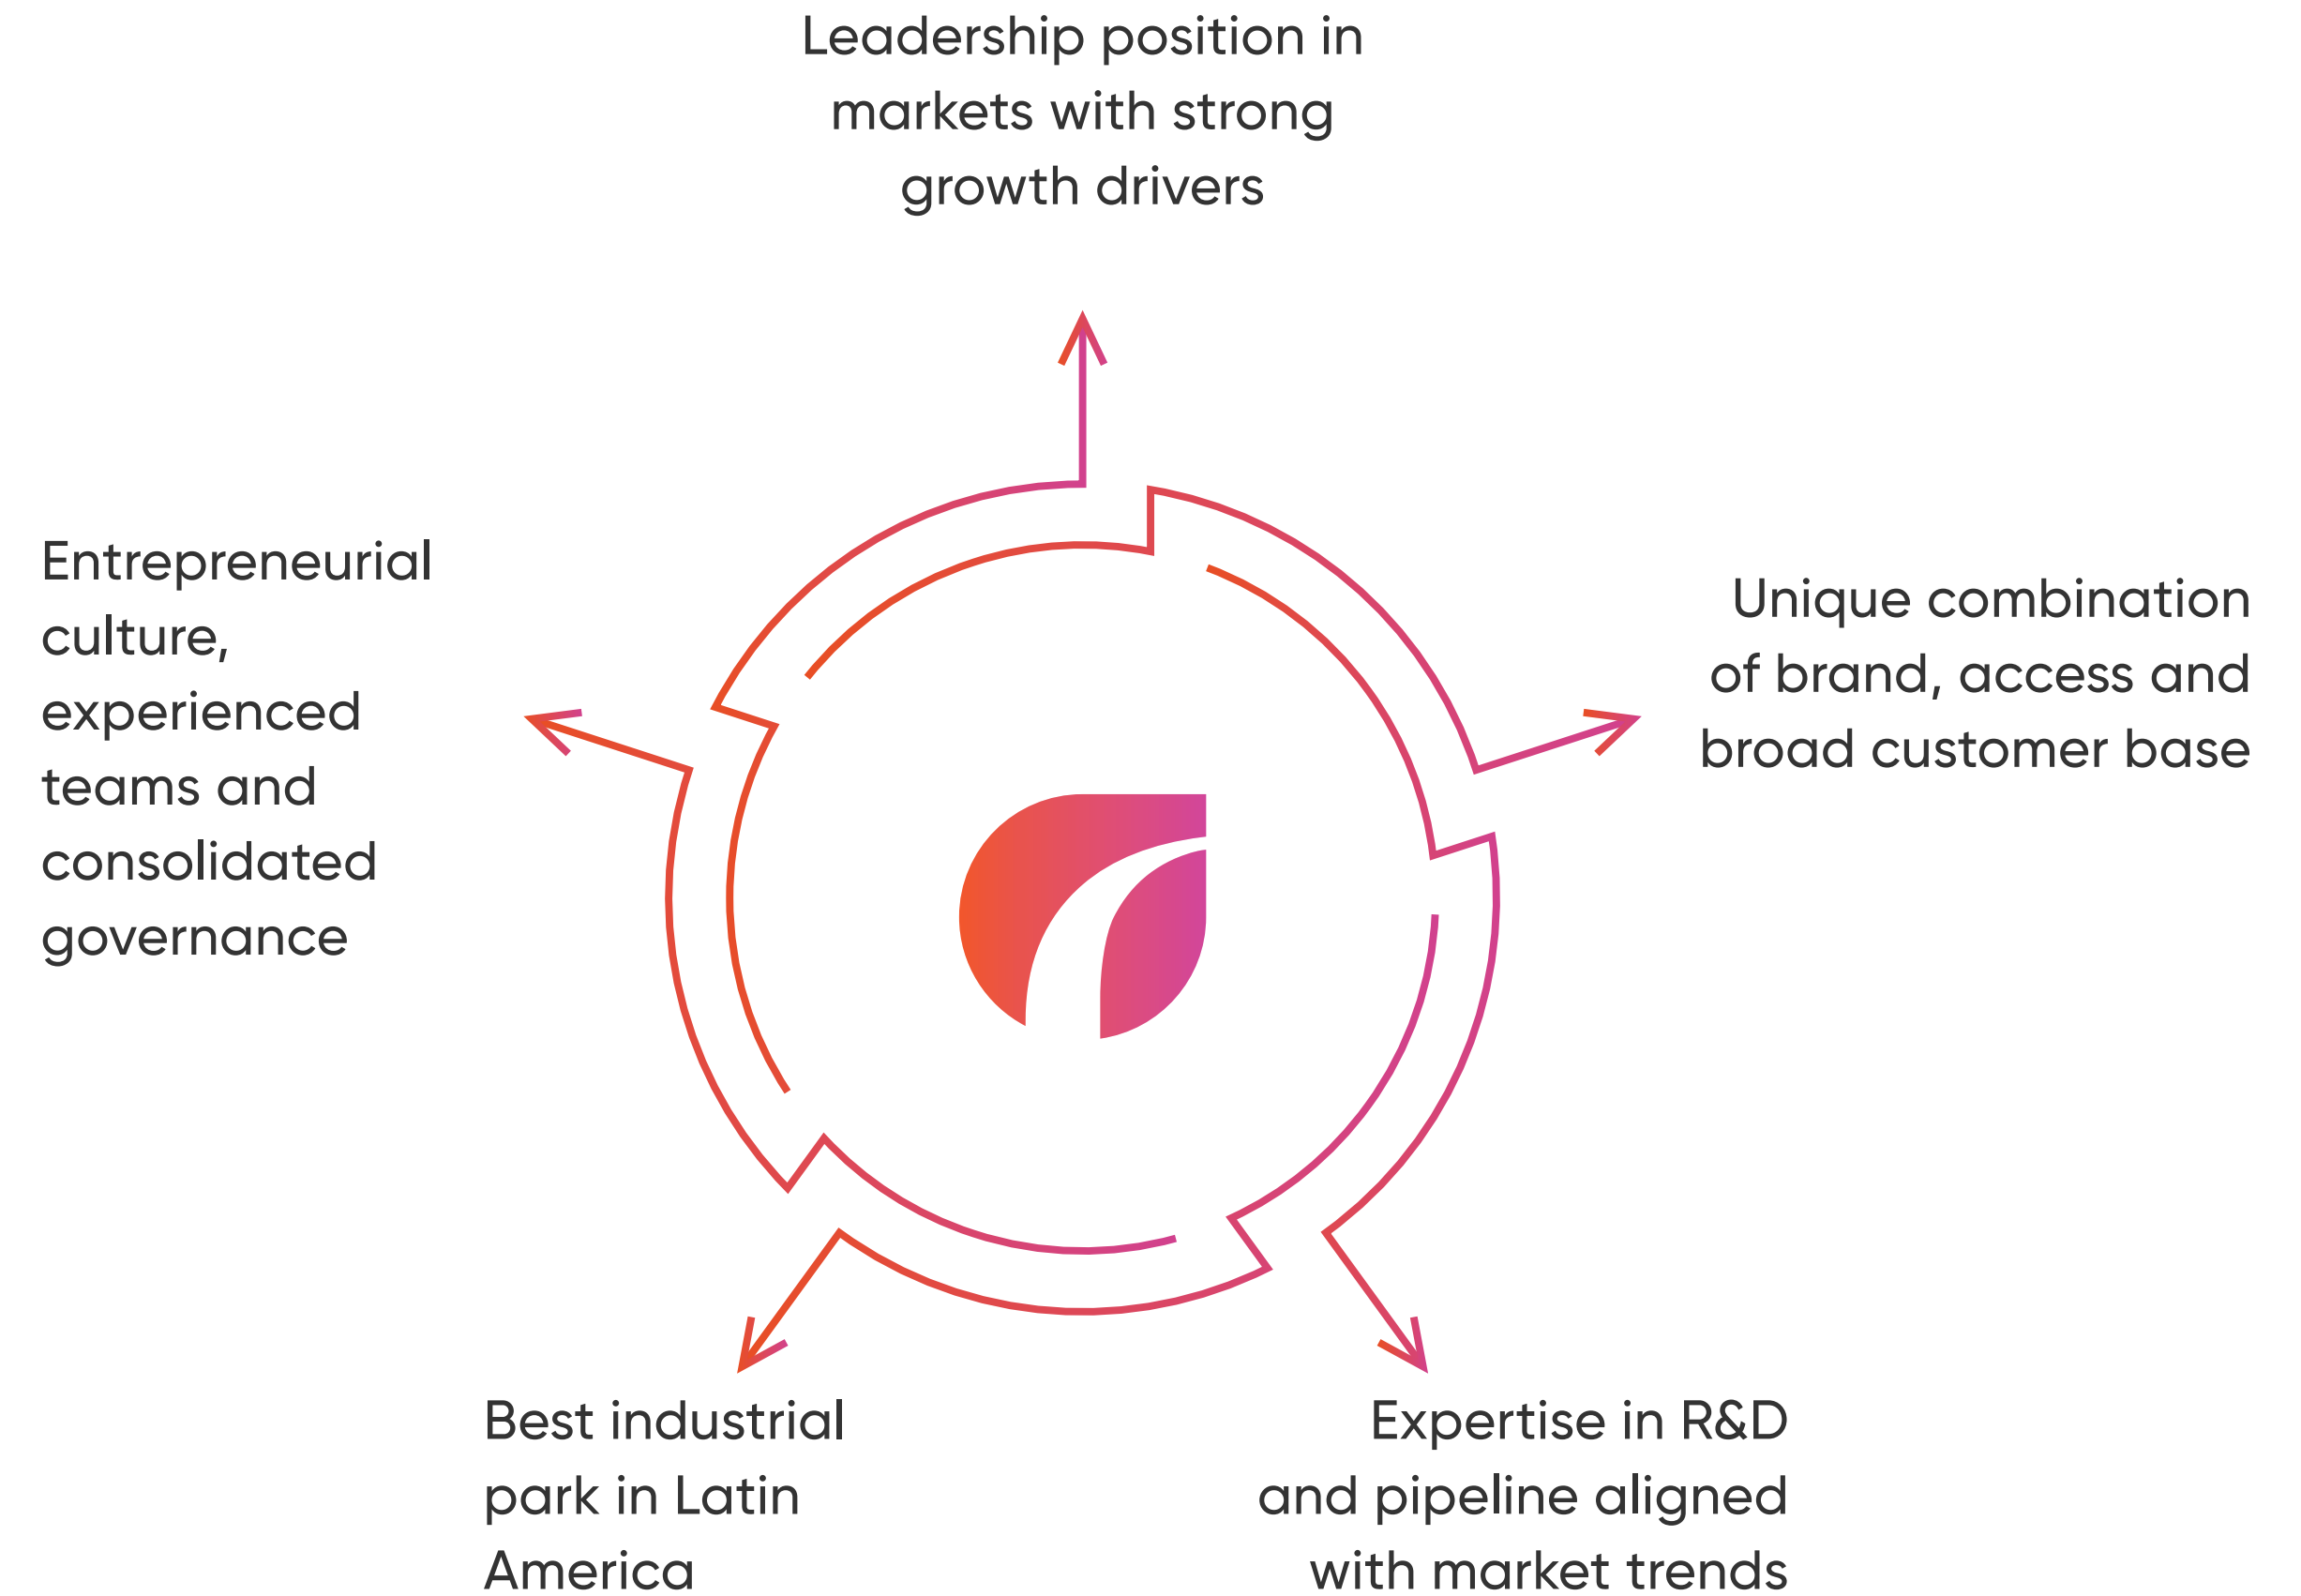 Leadership position in
markets with strong
growth drivers
Entrepreneurial
culture,
experienced
teams and
consolidated
governance
Unique combination
of brand, access and
broad customer base
Best industrial
park in Latin
America
Expertise in R&D
and pipeline aligned
with market trends